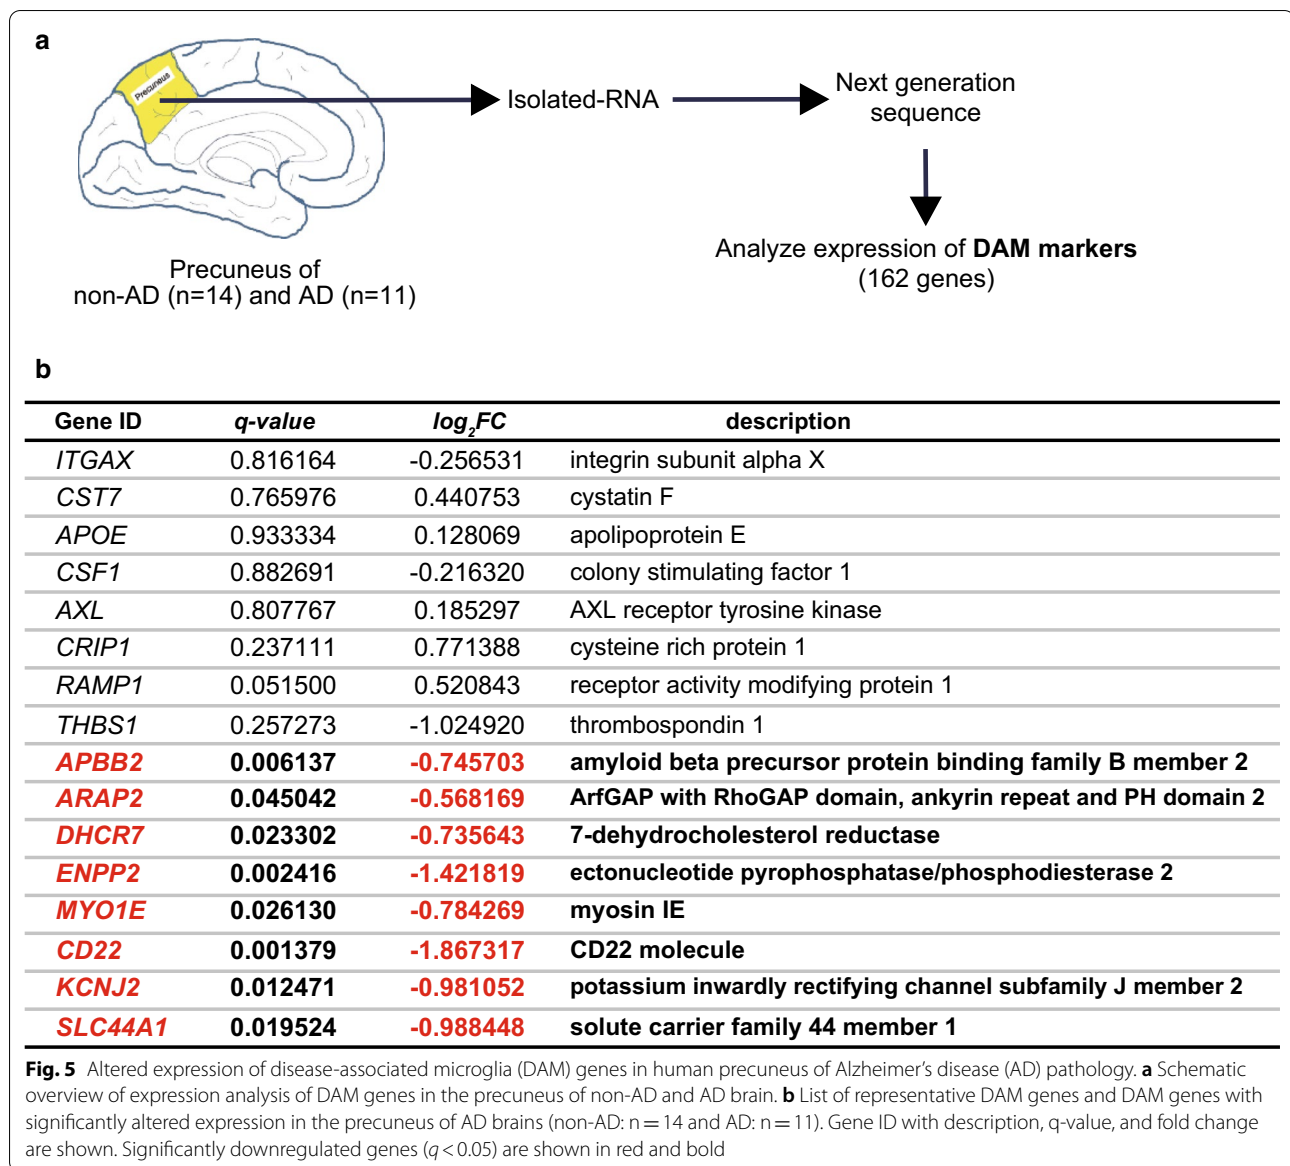 a
Precuneus
Isolated-RNA
Next generation
sequence
Analyze expression of DAM markers
(162 genes)
Precuneus of
non-AD (n=14) and AD (n=11)
b
Gene ID q-value log2FC description
ITGAX 0.816164 -0.256531 integrin subunit alpha X
CST7 0.765976 0.440753 cystatin F
APOE 0.933334 0.128069 apolipoprotein E
CSF1 0.882691 -0.216320 colony stimulating factor 1
AXL 0.807767 0.185297 AXL receptor tyrosine kinase
CRIP1 0.237111 0.771388 cysteine rich protein 1
RAMP1 0.051500 0.520843 receptor activity modifying protein 1
THBS1 0.257273 -1.024920 thrombospondin 1
APBB2 0.006137 -0.745703 amyloid beta precursor protein binding family B member 2
ARAP2 0.045042 -0.568169 ArfGAP with RhoGAP domain, ankyrin repeat and PH domain 2
DHCR7 0.023302 -0.735643 7-dehydrocholesterol reductase
ENPP2 0.002416 -1.421819 ectonucleotide pyrophosphatase/phosphodiesterase 2
MYO1E 0.026130 -0.784269 myosin IE
CD22 0.001379 -1.867317 CD22 molecule
KCNJ2 0.012471 -0.981052 potassium inwardly rectifying channel subfamily J member 2
SLC44A1 0.019524 -0.988448 solute carrier family 44 member 1
Fig. 5 Altered expression of disease-associated microglia (DAM) genes in human precuneus of Alzheimer's disease (AD) pathology. a Schematic
overview of expression analysis of DAM genes in the precuneus of non-AD and AD brain. b List of representative DAM genes and DAM genes with
significantly altered expression in the precuneus of AD brains (non-AD: n = 14 and AD: n = 11). Gene ID with description, q-value, and fold change
are shown. Significantly downregulated genes (q < 0.05) are shown in red and bold